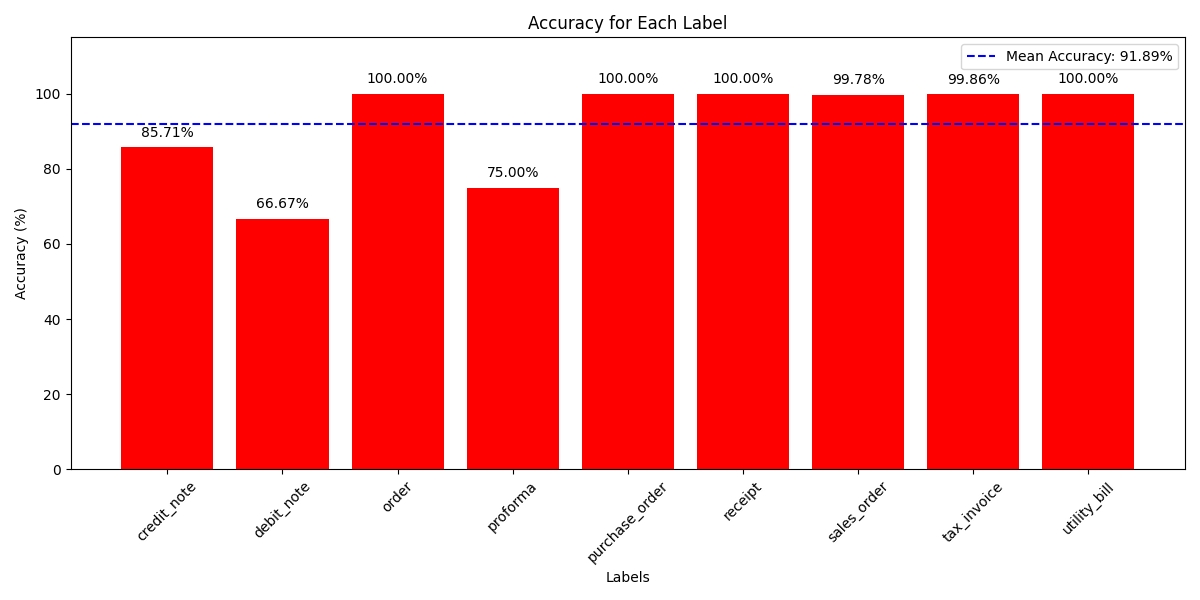 Accuracy for Each Label
Mean Accuracy: 91.89%
100.00%
100.00%
100.00%
99.78%
99.86%
100.00%
85.71%
75.00%
66.67%
100
80
60
40
20
0
Accuracy (%)
credit_note
debit_note
order
proforma
purchase_order
receipt
sales_order
tax_invoice
utility_bill
Labels